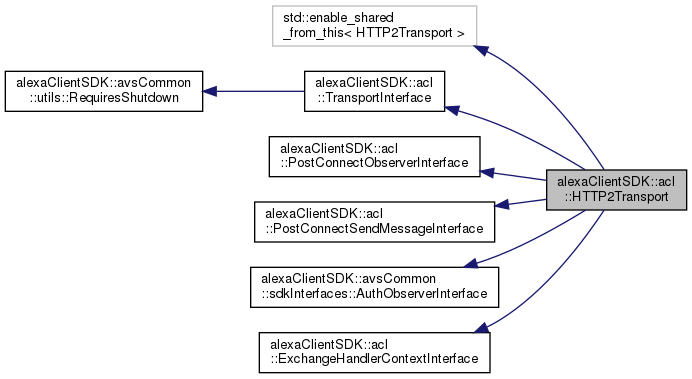 std::enable_shared
_from_this< HTTP2Transport >
alexaClientSDK::avsCommon
::utils::RequiresShutdown
alexaClientSDK::acl
::TransportInterface
alexaClientSDK::acl
::PostConnectObserverInterface
alexaClientSDK::acl
::HTTP2Transport
alexaClientSDK::acl
::PostConnectSendMessageInterface
alexaClientSDK::avsCommon
::sdkInterfaces::AuthObserverInterface
alexaClientSDK::acl
::ExchangeHandlerContextInterface